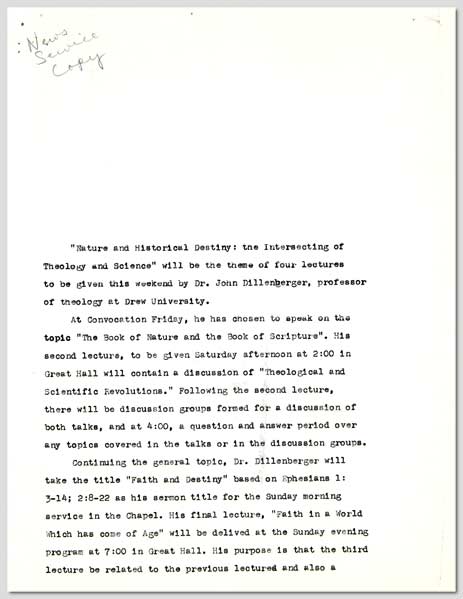 News
Service
Copy
"Nature and Historical Destiny: the Intersecting of
Theology and Science" will be the theme of four lectures
to be given this weekend by Dr. John Dillenberger, professor
of theology at Drew University.
At Convocation Friday, he has chosen to speak on the
topic "The Book of Nature and the Book of Scripture". His
second lecture, to be given Saturday afternoon at 2:00 in
Great Hall will contain a discussion of "Theological and
Scientific Revolutions." Following the second lecture,
there will be discussion groups formed for a discussion of
both talks, and at 4:00, a question and answer period over
any topics covered in the talks or in the discussion groups.
Continuing the general topic, Dr. Dillenberger will
take the title "Faith and Destiny" based on Ephesians 1:
3-14; 2:8-22 as his sermon title for the Sunday morning
service in the Chapel. His final lecture, "Faith in a World
Which has come of Age" will be delived at the Sunday evening
program at 7:00 in Great Hall. His purpose is that the third
lecture be related to the previous lectured and also a